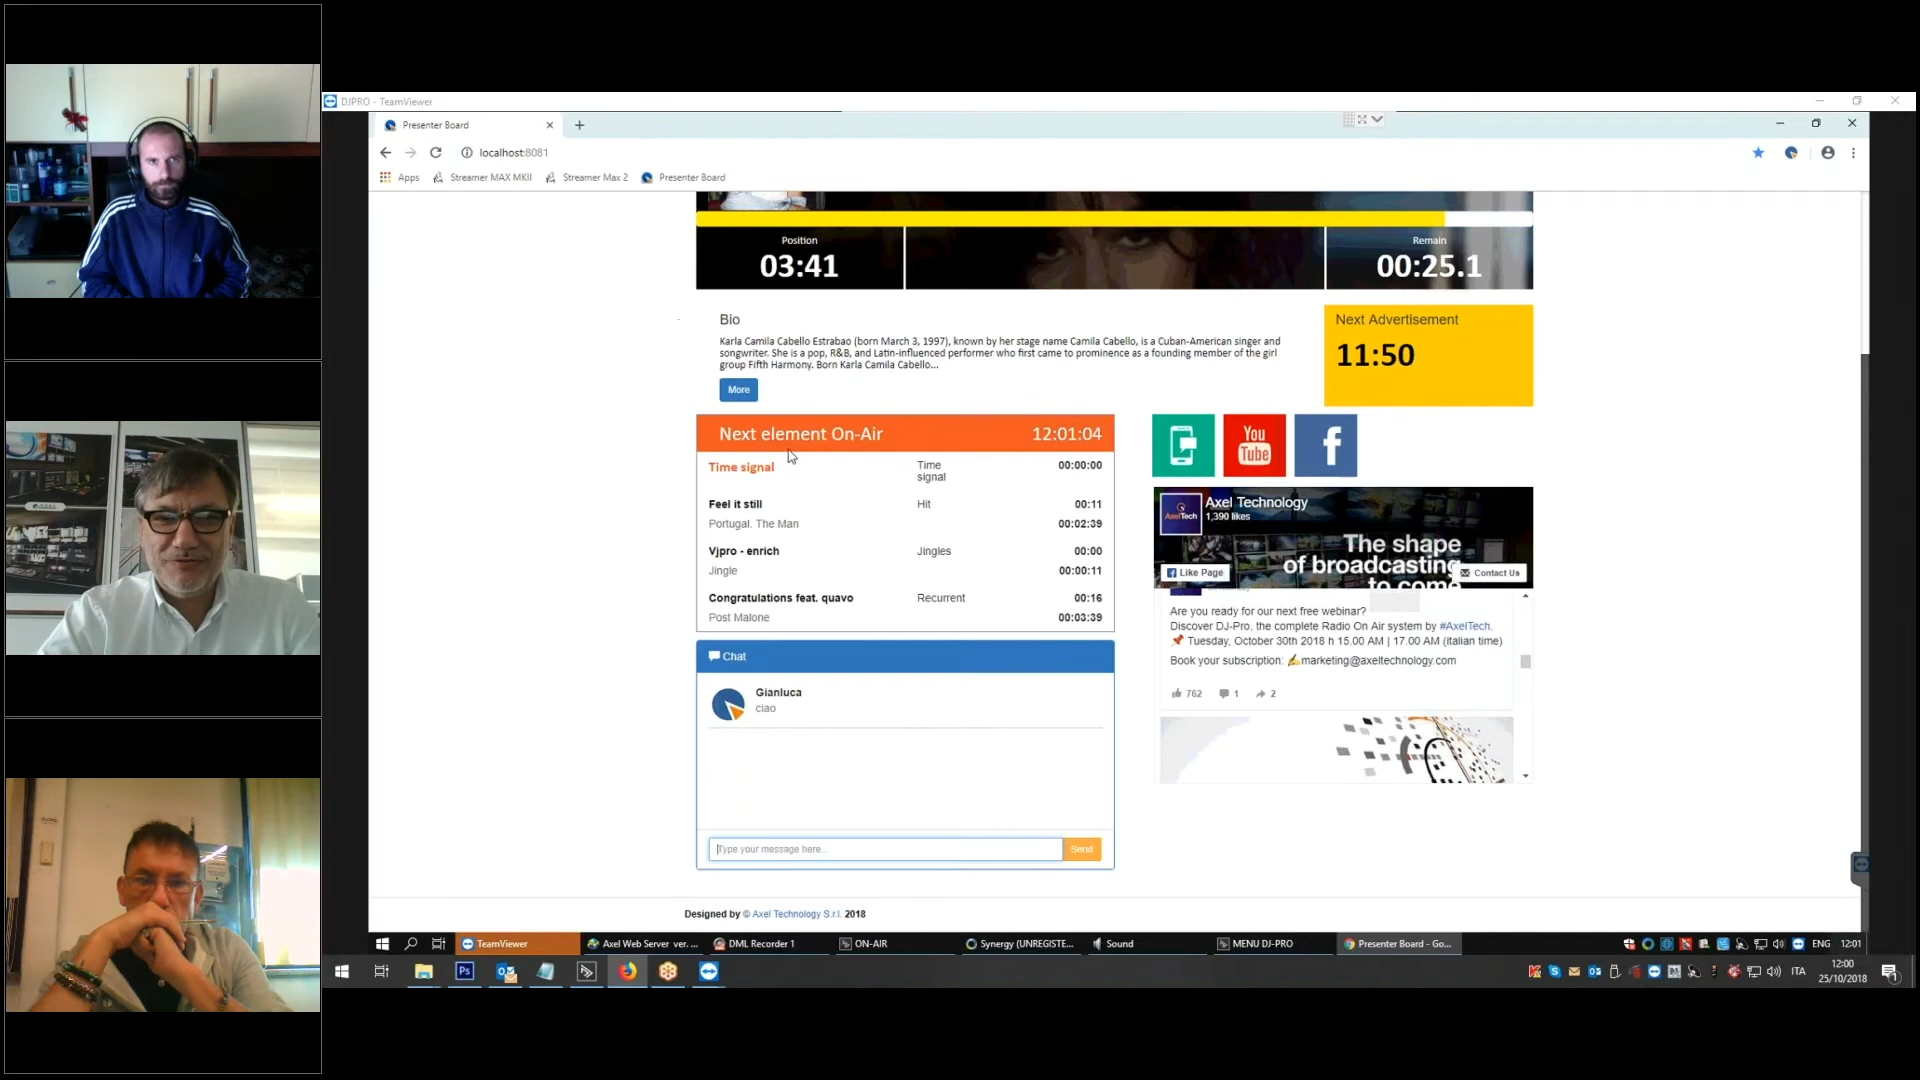 DJPRO - TeamViewer
Presenter Board
localhost:8081
Apps
Streamer MAX MKII
Streamer Max 2
Presenter Board
Position
03:41
Remain
00:25.1
Bio
Karla Camila Cabello Estrabao (born March 3, 1997), known by her stage name Camila Cabello, is a Cuban-American singer and
songwriter. She is a pop, R&B, and Latin-influenced performer who first came to prominence as a founding member of the girl
group Fifth Harmony. Born Karla Camila Cabello...
More
Next Advertisement
11:50
Next element On-Air 12:01:04
Time signal
Time
signal
00:00:00
Feel it still Hit 00:11
Portugal. The Man 00:02:39
Vjpro - enrich Jingles 00:00
Jingle 00:00:11
Congratulations feat. quavo Recurrent 00:16
Post Malone 00:03:39
You
Tube
f
AxelTech
Axel Technology
1,390 likes
The shape
of broadcasting
to come
Like Page
Contact Us
Are you ready for our next free webinar?
Discover DJ-Pro, the complete Radio On Air system by #AxelTech.
Tuesday, October 30th 2018 h 15.00 AM | 17.00 AM (italian time)
Book your subscription: marketing@axeltechnology.com
762 1 2
Chat
Gianluca
ciao
Type your message here...
Send
Designed by © Axel Technology S.r.l. 2018
TeamViewer
Axel Web Server ver. ...
DML Recorder 1
ON-AIR
Synergy (UNREGISTE...
Sound
MENU DJ-PRO
Presenter Board - Go...
ENG 12:01
Ps
ITA
12:00
25/10/2018
1